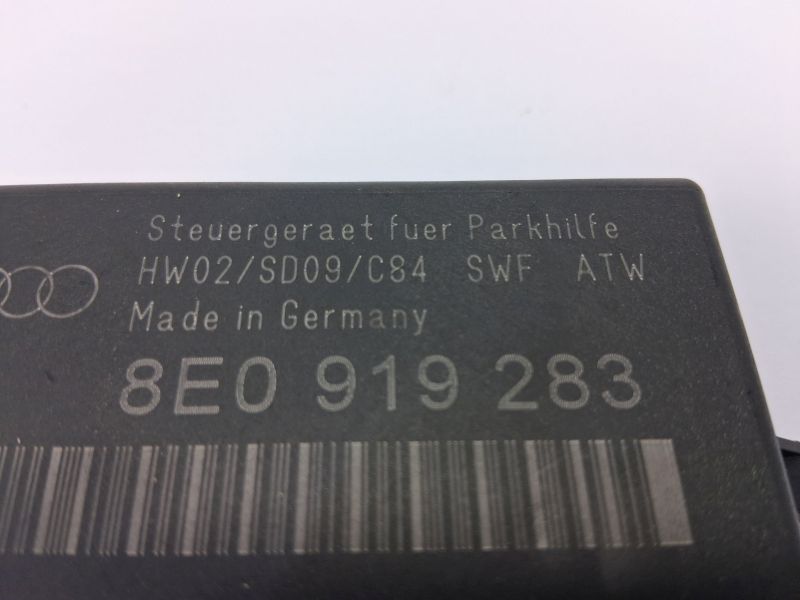 Steuergeraet fuer Parkhilfe
HW02/SD09/C84 SWF ATW
Made in Germany
8E0 919 283